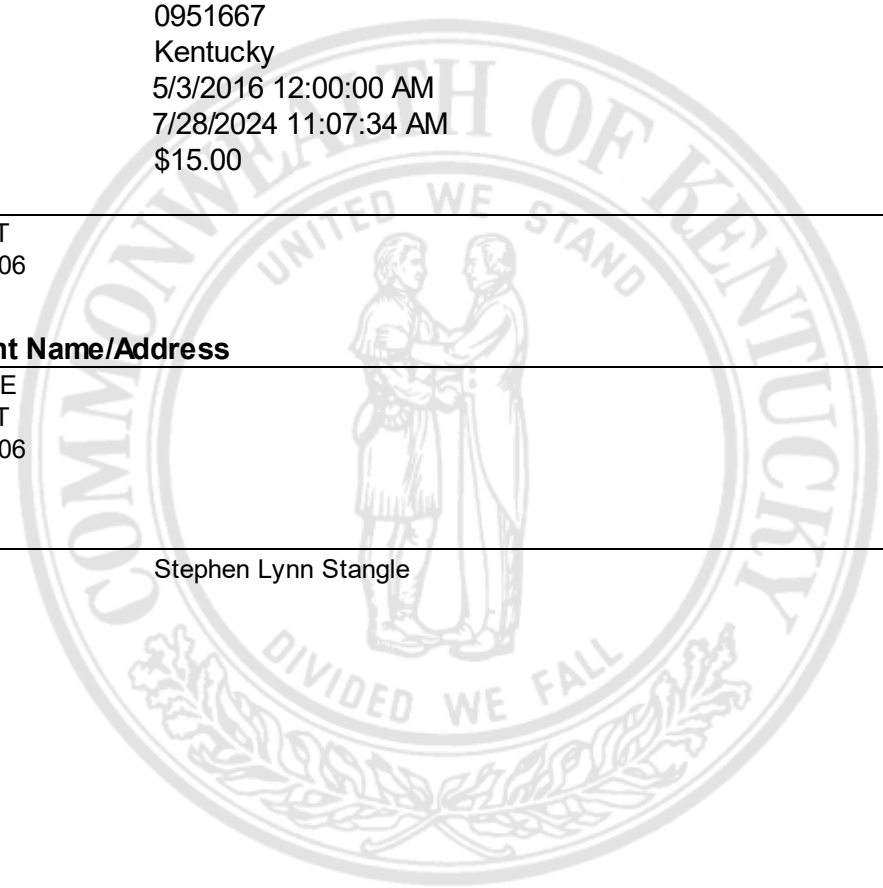 0951667
Kentucky
5/3/2016 12:00:00 AM
7/28/2024 11:07:34 AM
$15.00
COMMONWEALTH OF KENTUCKY
UNITED WE STAND
T
06
nt Name/Address
E
T
06
Stephen Lynn Stangle
DIVIDED WE FALL